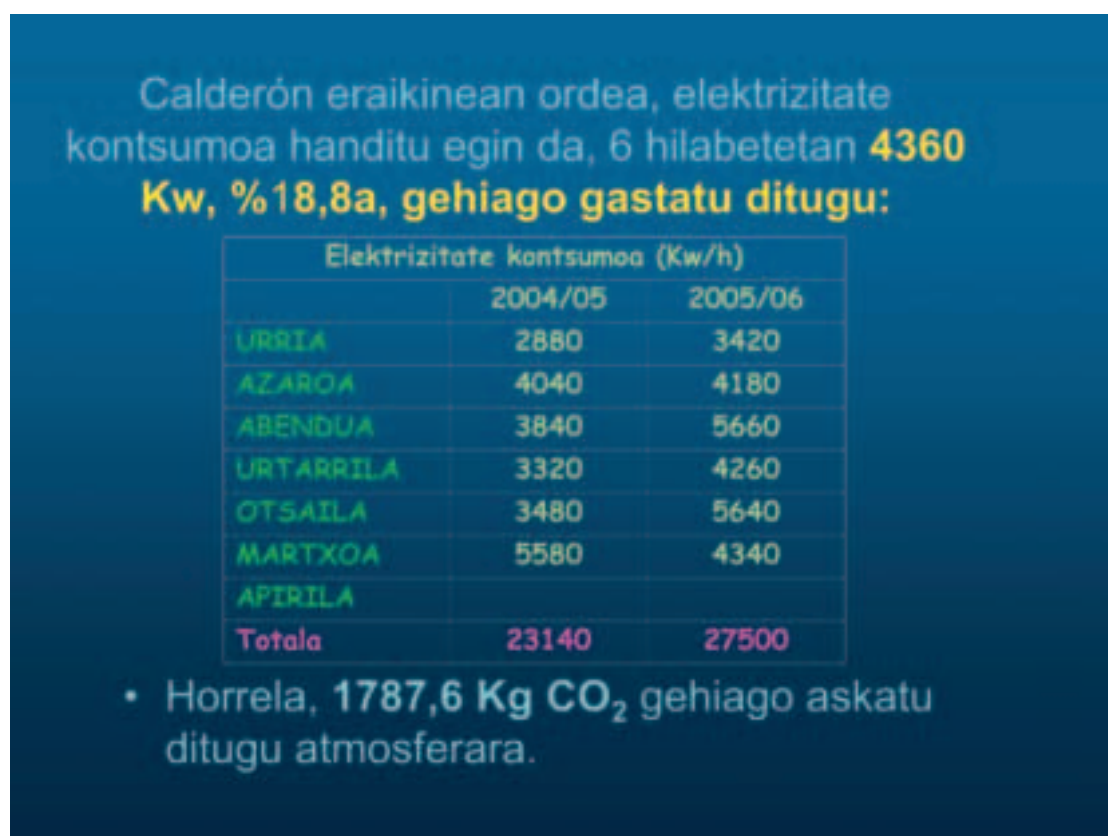 Calderón eraikinean ordea, elektrizitate
kontsumoa handitu egin da, 6 hilabetetan 4360
Kw, %18,8a, gehiago gastatu ditugu:
Elektrizitate kontsumoa (Kw/h)
2004/05 2005/06
URRIA 2880 3420
AZAROA 4040 4180
ABENDUA 3840 5660
URTARRILA 3320 4260
OTSAILA 3480 5640
MARTXOA 5580 4340
APIRILA
Totala 23140 27500
• Horrela, 1787,6 Kg CO₂ gehiago askatu
ditugu atmosferara.